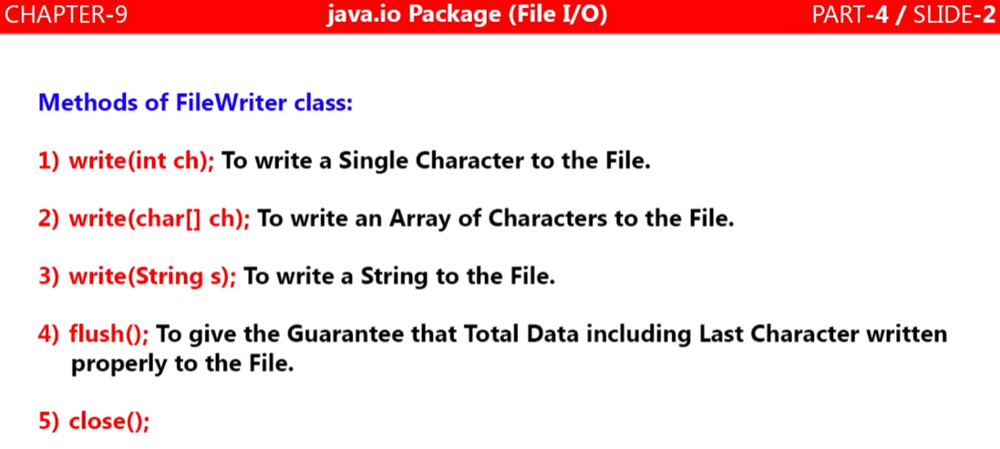 CHAPTER-9 java.io Package (File I/O) PART-4 / SLIDE-2
Methods of FileWriter class:
1) write(int ch); To write a Single Character to the File.
2) write(char[] ch); To write an Array of Characters to the File.
3) write(String s); To write a String to the File.
4) flush(); To give the Guarantee that Total Data including Last Character written
properly to the File.
5) close();